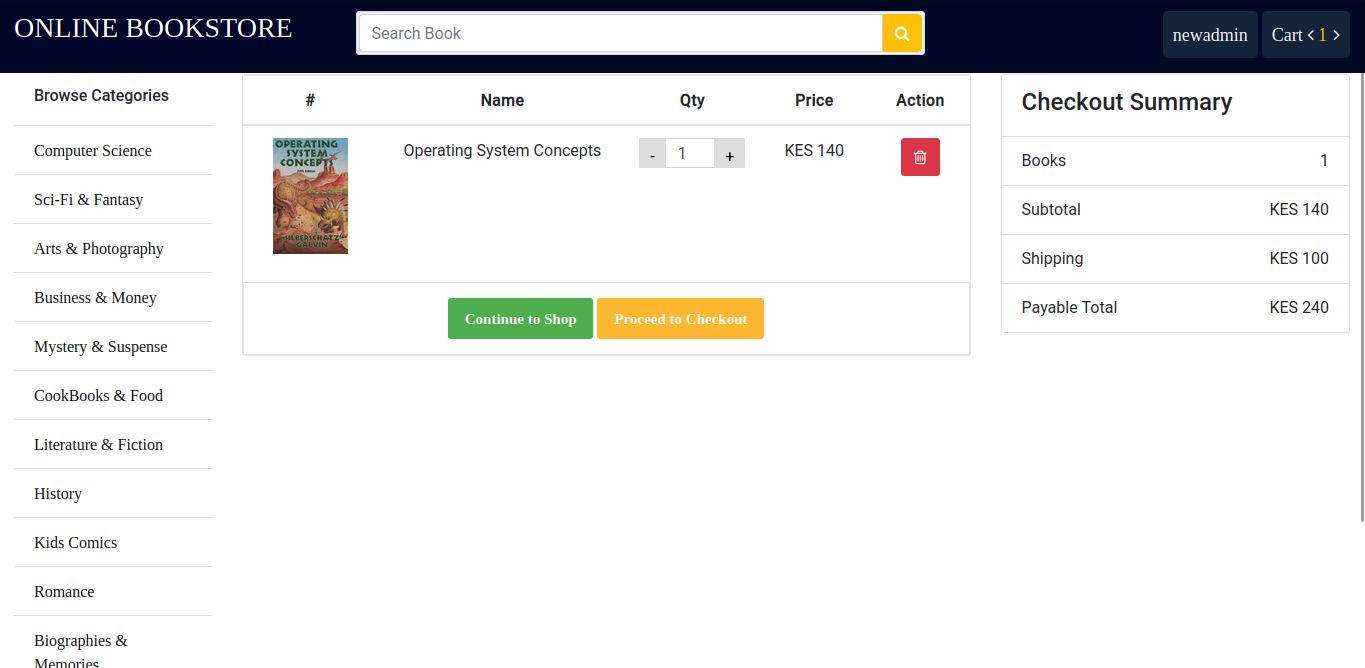 ONLINE BOOKSTORE
Search Book
newadmin
Cart < 1 >
Browse Categories
Computer Science
Sci-Fi & Fantasy
Arts & Photography
Business & Money
Mystery & Suspense
CookBooks & Food
Literature & Fiction
History
Kids Comics
Romance
Biographies &
Memories
# Name Qty Price Action
OPERATING
SYSTEM
CONCEPTS
Fifth Edition
SILBERSCHATZ
GALVIN
Operating System Concepts - 1 + KES 140
Continue to Shop
Proceed to Checkout
Checkout Summary
Books 1
Subtotal KES 140
Shipping KES 100
Payable Total KES 240